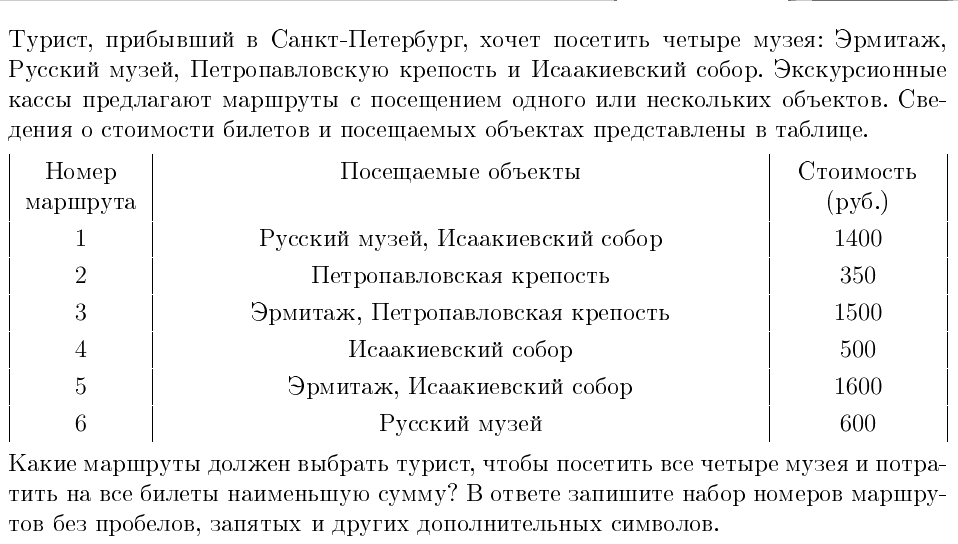 Турист, прибывший в Санкт-Петербург, хочет посетить четыре музея: Эрмитаж,
Русский музей, Петропавловскую крепость и Исаакиевский собор. Экскурсионные
кассы предлагают маршруты с посещением одного или нескольких объектов. Све-
дения о стоимости билетов и посещаемых объектах представлены в таблице.
Номер маршрута Посещаемые объекты Стоимость (руб.)
1 Русский музей, Исаакиевский собор 1400
2 Петропавловская крепость 350
3 Эрмитаж, Петропавловская крепость 1500
4 Исаакиевский собор 500
5 Эрмитаж, Исаакиевский собор 1600
6 Русский музей 600
Какие маршруты должен выбрать турист, чтобы посетить все четыре музея и потра-
тить на все билеты наименьшую сумму? В ответе запишите набор номеров маршру-
тов без пробелов, запятых и других дополнительных символов.